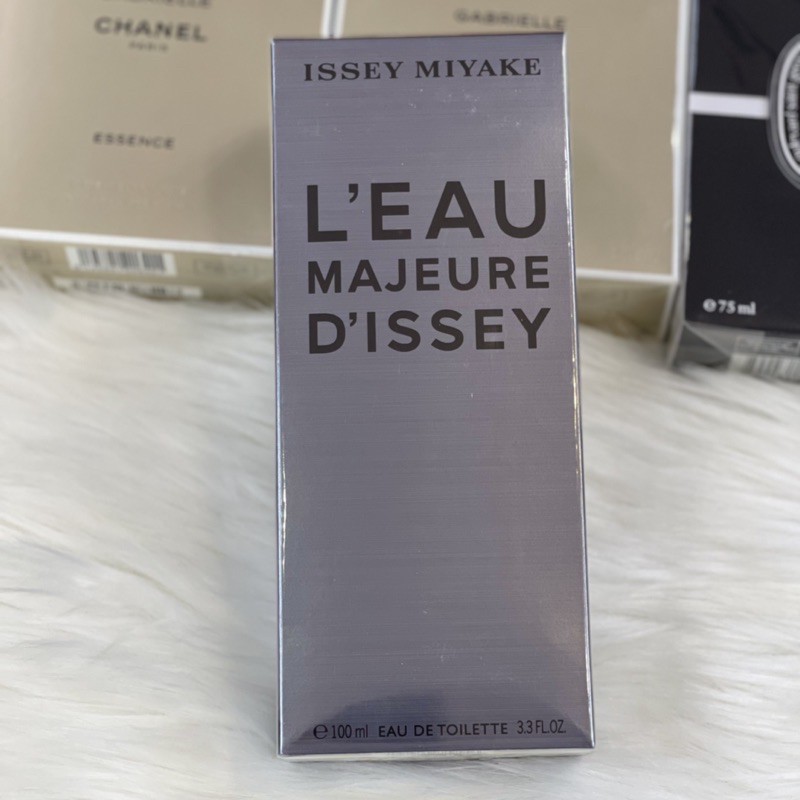 GABRIELLE
CHANEL
PARIS
ESSENCE
GABRIELLE
ISSEY MIYAKE
L'EAU
MAJEURE
D'ISSEY
℮100 ml EAU DE TOILETTE 3.3 FL.OZ.
℮75 ml